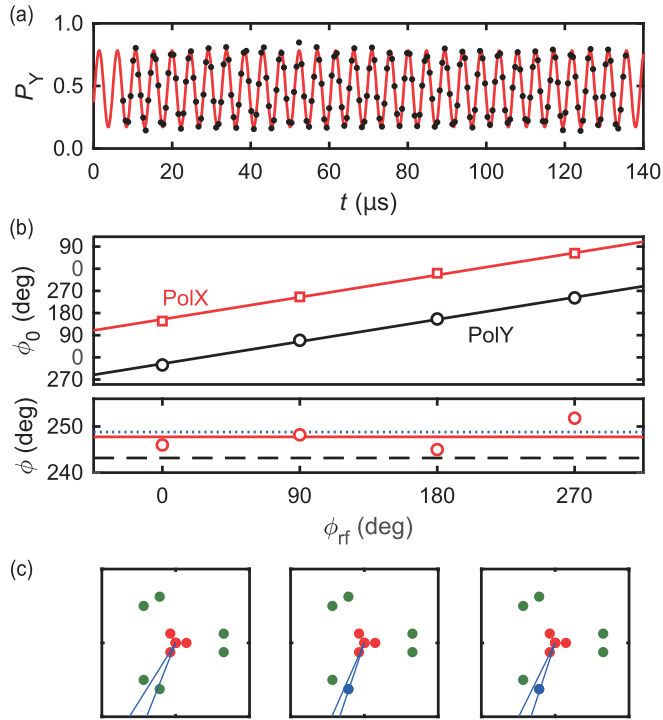 (a)
1.0
0.5
0.0
P_Y
0 20 40 60 80 100 120 140
t (μs)
(b)
90
0
270
180
90
0
270
ϕ₀ (deg)
PolX
PolY
250
240
ϕ (deg)
0 90 180 270
ϕ_rf (deg)
(c)